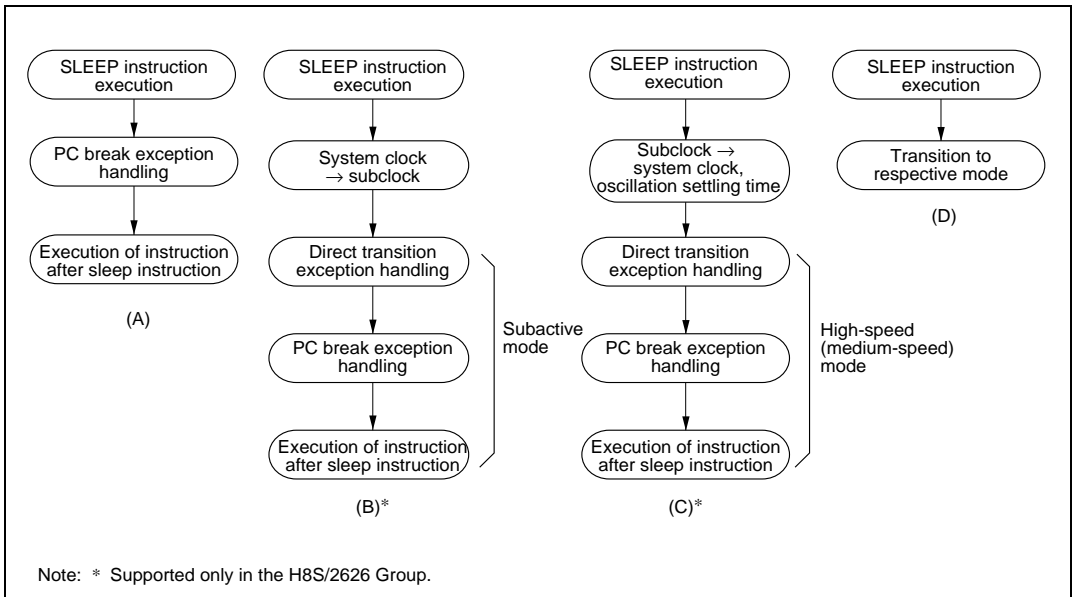 SLEEP instruction
execution
PC break exception
handling
Execution of instruction
after sleep instruction
(A)
SLEEP instruction
execution
System clock
→ subclock
Direct transition
exception handling
PC break exception
handling
Execution of instruction
after sleep instruction
Subactive
mode
(B)*
SLEEP instruction
execution
Subclock →
system clock,
oscillation settling time
Direct transition
exception handling
PC break exception
handling
Execution of instruction
after sleep instruction
High-speed
(medium-speed)
mode
(C)*
SLEEP instruction
execution
Transition to
respective mode
(D)
Note: * Supported only in the H8S/2626 Group.